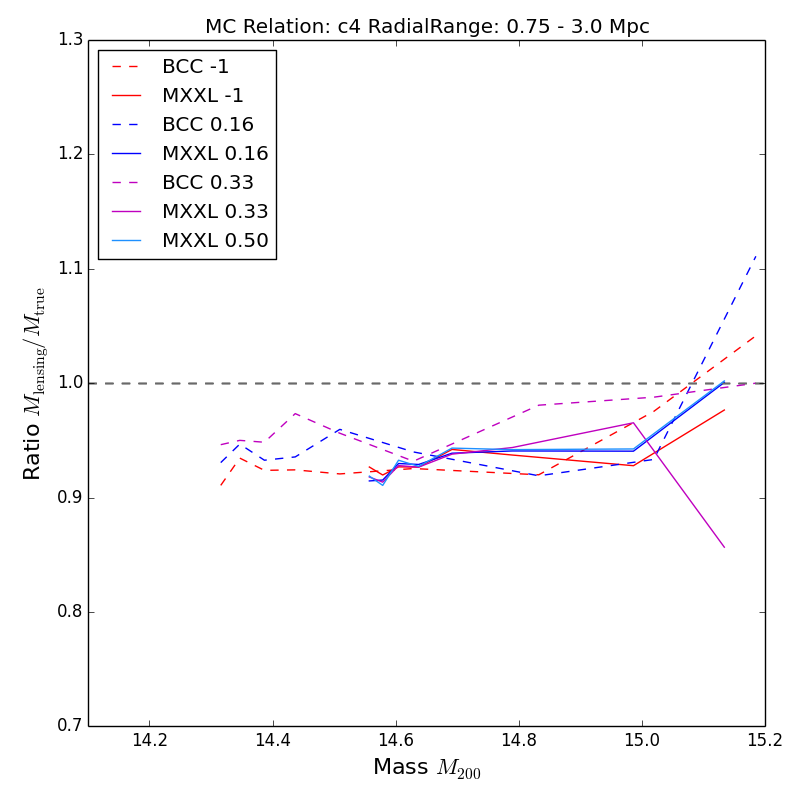 MC Relation: c4 RadialRange: 0.75 - 3.0 Mpc
1.3
1.2
1.1
1.0
0.9
0.8
0.7
Ratio M_lensing/M_true
BCC -1
MXXL -1
BCC 0.16
MXXL 0.16
BCC 0.33
MXXL 0.33
MXXL 0.50
14.2 14.4 14.6 14.8 15.0 15.2
Mass M_200